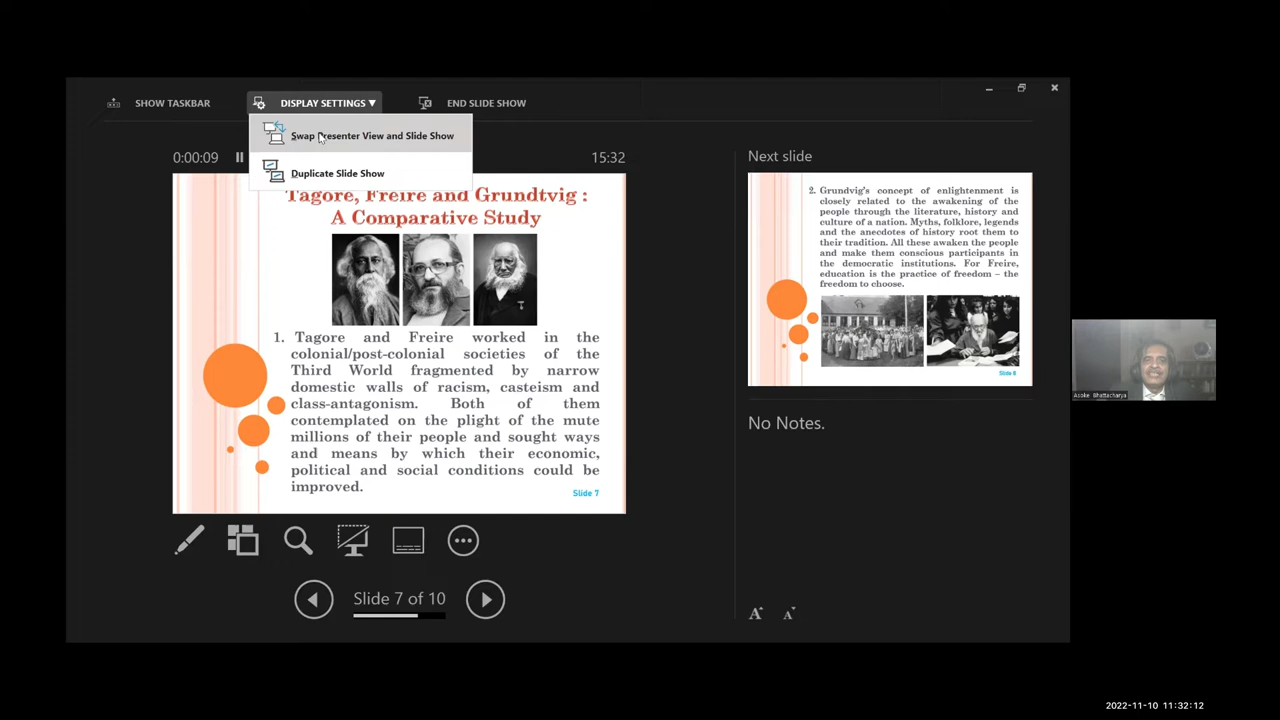 SHOW TASKBAR
DISPLAY SETTINGS ▼
END SLIDE SHOW
Swap Presenter View and Slide Show
Duplicate Slide Show
0:00:09
15:32
Tagore, Freire and Grundtvig :
A Comparative Study
1. Tagore and Freire worked in the
colonial/post-colonial societies of the
Third World fragmented by narrow
domestic walls of racism, casteism and
class-antagonism. Both of them
contemplated on the plight of the mute
millions of their people and sought ways
and means by which their economic,
political and social conditions could be
improved.
Slide 7
Slide 7 of 10
Next slide
2. Grundvig's concept of enlightenment is
closely related to the awakening of the
people through the literature, history and
culture of a nation. Myths, folklore, legends
and the anecdotes of history root them to
their tradition. All these awaken the people
and make them conscious participants in
the democratic institutions. For Freire,
education is the practice of freedom – the
freedom to choose.
Slide 8
No Notes.
A
A
Asoke Bhattacharya
2022-11-10 11:32:12